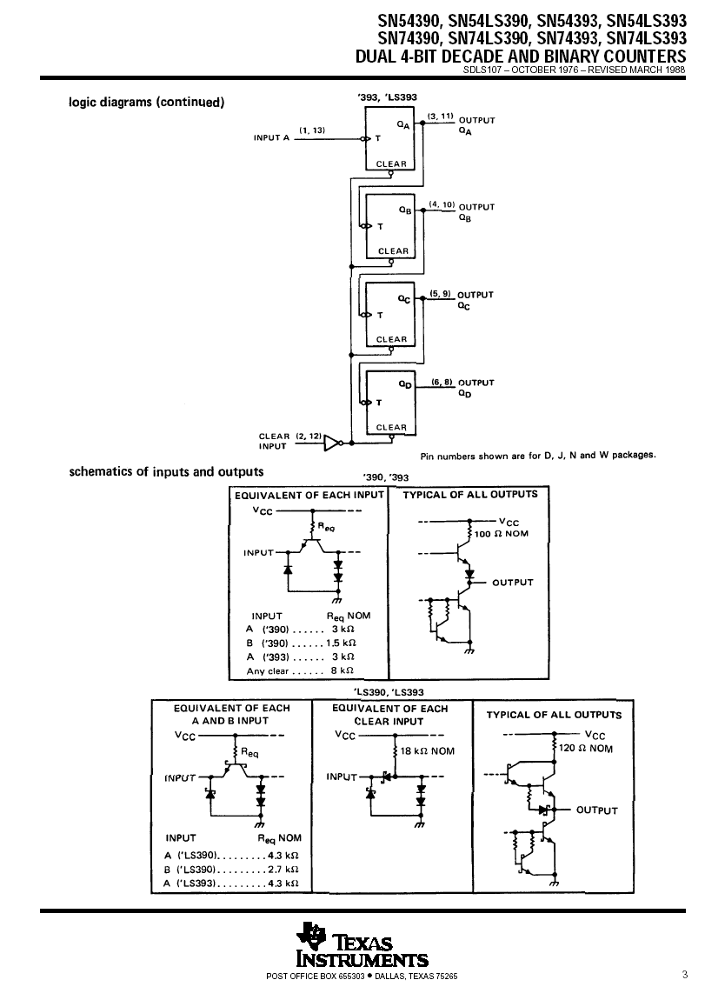 SN54390, SN54LS390, SN54393, SN54LS393
SN74390, SN74LS390, SN74393, SN74LS393
DUAL 4-BIT DECADE AND BINARY COUNTERS
SDLS107 – OCTOBER 1976 – REVISED MARCH 1988
logic diagrams (continued)
'393, 'LS393
INPUT A (1, 13) T QA CLEAR (3, 11) OUTPUT QA
T QB CLEAR (4, 10) OUTPUT QB
T QC CLEAR (5, 9) OUTPUT QC
T QD CLEAR (6, 8) OUTPUT QD
CLEAR INPUT (2, 12)
Pin numbers shown are for D, J, N and W packages.
schematics of inputs and outputs
'390, '393
EQUIVALENT OF EACH INPUT
VCC
Req
INPUT
INPUT Req NOM
A ('390) ...... 3 kΩ
B ('390) ...... 1.5 kΩ
A ('393) ...... 3 kΩ
Any clear ...... 8 kΩ
TYPICAL OF ALL OUTPUTS
VCC
100 Ω NOM
OUTPUT
'LS390, 'LS393
EQUIVALENT OF EACH
A AND B INPUT
VCC
Req
INPUT
INPUT Req NOM
A ('LS390) ......... 4.3 kΩ
B ('LS390) ......... 2.7 kΩ
A ('LS393) ......... 4.3 kΩ
EQUIVALENT OF EACH
CLEAR INPUT
VCC
18 kΩ NOM
INPUT
TYPICAL OF ALL OUTPUTS
VCC
120 Ω NOM
OUTPUT
TEXAS
INSTRUMENTS
POST OFFICE BOX 655303 • DALLAS, TEXAS 75265
3